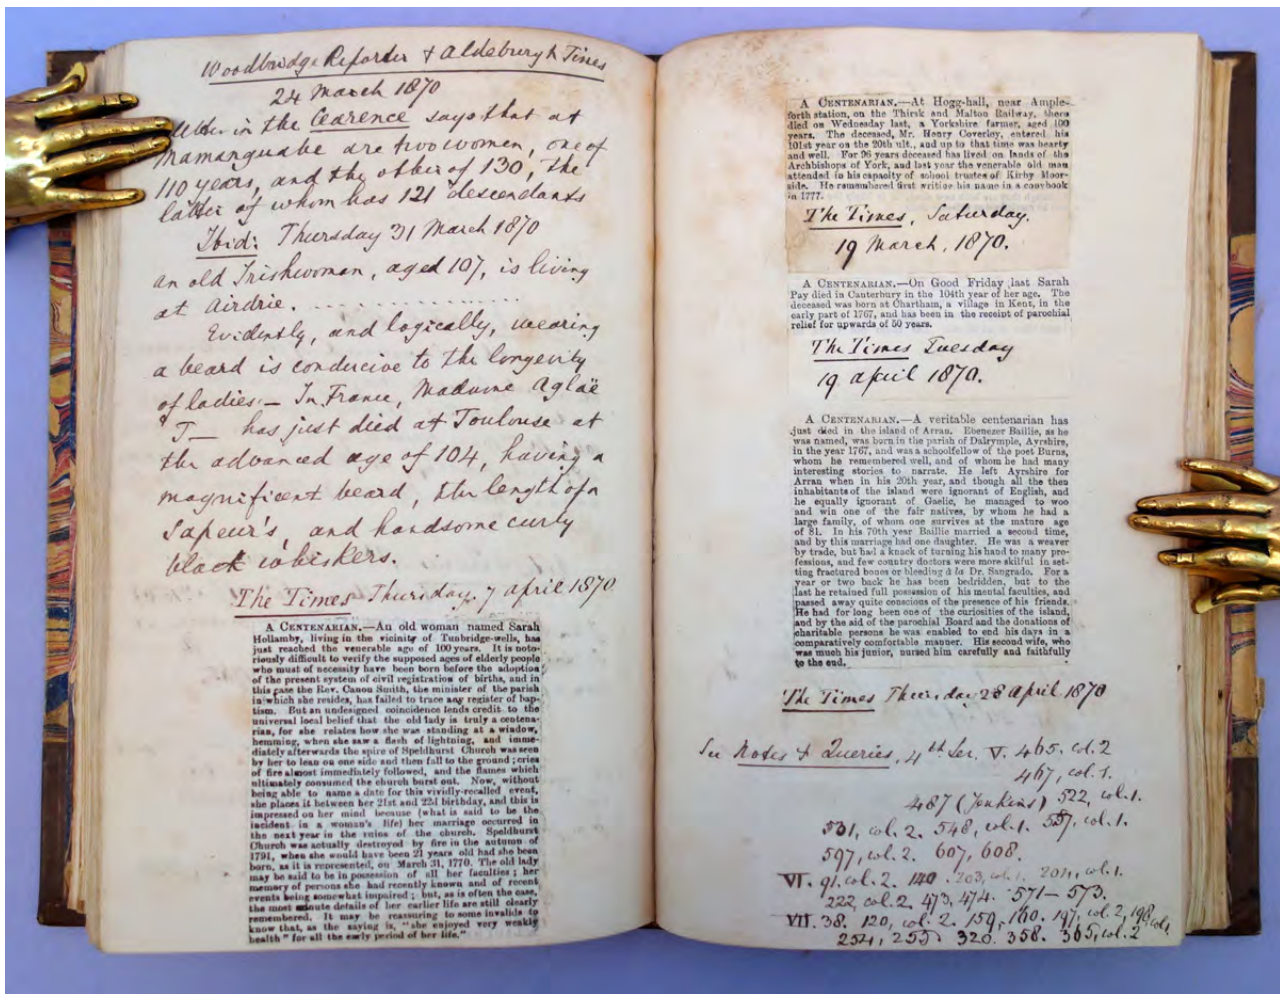 Woodbridge Reporter & Aldeburgh Times
24 March 1870
letter in the Cearence says that at
Mamanguabe are two women, one of
110 years, and the other of 130, the
latter of whom has 121 descendants
Ibid: Thursday 31 March 1870
an old Irishwoman, aged 107, is living
at Airdrie. . . . . . . . . . . . . . .
Evidently, and logically, wearing
a beard is conducive to the longevity
of ladies.— In France, Madame Aglaë
T— has just died at Toulouse at
the advanced age of 104, having a
magnificent beard, the length of a
Sapeur's, and handsome curly
black whiskers.
The Times Thursday, 7 April 1870
A CENTENARIAN.—An old woman named Sarah
Hollamby, living in the vicinity of Tunbridge-wells, has
just reached the venerable age of 100 years. It is noto-
riously difficult to verify the supposed ages of elderly people
who must of necessity have been born before the adoption
of the present system of civil registration of births, and in
this case the Rev. Canon Smith, the minister of the parish
in which she resides, has failed to trace any register of bap-
tism. But an undesigned coincidence lends credit to the
universal local belief that the old lady is truly a centena-
rian, for she relates how she was standing at a window,
hemming, when she saw a flash of lightning, and imme-
diately afterwards the spire of Speldhurst Church was seen
by her to lean on one side and then fall to the ground; cries
of fire almost immediately followed, and the flames which
ultimately consumed the church burst out. Now, without
being able to name a date for this vividly-recalled event,
she places it between her 21st and 22d birthday, and this is
impressed on her mind because (what is said to be the
incident in a woman's life) her marriage occurred in
the next year in the ruins of the church. Speldhurst
Church was actually destroyed by fire in the autumn of
1791, when she would have been 21 years old had she been
born, as it is represented, on March 31, 1770. The old lady
may be said to be in possession of all her faculties; her
memory of persons she had recently known and of recent
events being somewhat impaired; but, as is often the case,
the most minute details of her earlier life are still clearly
remembered. It may be reassuring to some invalids to
know that, as the saying is, "she enjoyed very weakly
health" for all the early period of her life."
A CENTENARIAN.—At Hogg-hall, near Ample-
forth station, on the Thirsk and Malton Railway, there
died on Wednesday last, a Yorkshire farmer, aged 100
years. The deceased, Mr. Henry Coverley, entered his
101st year on the 20th ult., and up to that time was hearty
and well. For 96 years deceased has lived on lands of the
Archbishops of York, and last year the venerable old man
attended in his capacity of school trustee of Kirby Moor-
side. He remembered first writing his name in a copybook
in 1777.
The Times, Saturday.
19 March, 1870.
A CENTENARIAN.—On Good Friday last Sarah
Pay died in Canterbury in the 104th year of her age. The
deceased was born at Chartham, a village in Kent, in the
early part of 1767, and has been in the receipt of parochial
relief for upwards of 50 years.
The Times Tuesday
19 April 1870.
A CENTENARIAN.—A veritable centenarian has
just died in the island of Arran. Ebenezer Baillie, as he
was named, was born in the parish of Dalrymple, Ayrshire,
in the year 1767, and was a schoolfellow of the poet Burns,
whom he remembered well, and of whom he had many
interesting stories to narrate. He left Ayrshire for
Arran when in his 20th year, and though all the then
inhabitants of the island were ignorant of English, and
he equally ignorant of Gaelic, he managed to woo
and win one of the fair natives, by whom he had a
large family, of whom one survives at the mature age
of 81. In his 70th year Baillie married a second time,
and by this marriage had one daughter. He was a weaver
by trade, but had a knack of turning his hand to many pro-
fessions, and few country doctors were more skilful in set-
ting fractured bones or bleeding à la Dr. Sangrado. For a
year or two back he has been bedridden, but to the
last he retained full possession of his mental faculties, and
passed away quite conscious of the presence of his friends.
He had for long been one of the curiosities of the island,
and by the aid of the parochial Board and the donations of
charitable persons he was enabled to end his days in a
comparatively comfortable manner. His second wife, who
was much his junior, nursed him carefully and faithfully
to the end.
The Times Thursday 28 April 1870
See Notes & Queries, 4th Ser. V. 465. col. 2
467, col. 1.
487 (Jenkins) 522, col. 1.
531, col. 2. 548, col. 1. 557, col. 1.
597, col. 2. 607, 608.
VI. 91. col. 2. 140. 203, col. 1. 204, col. 1.
222, col. 2. 473, 474. 571–573.
VII. 38. 120, col. 2. 159, 160. 197, col. 2, 198, col.
254, 255. 320. 358. 365, col. 2